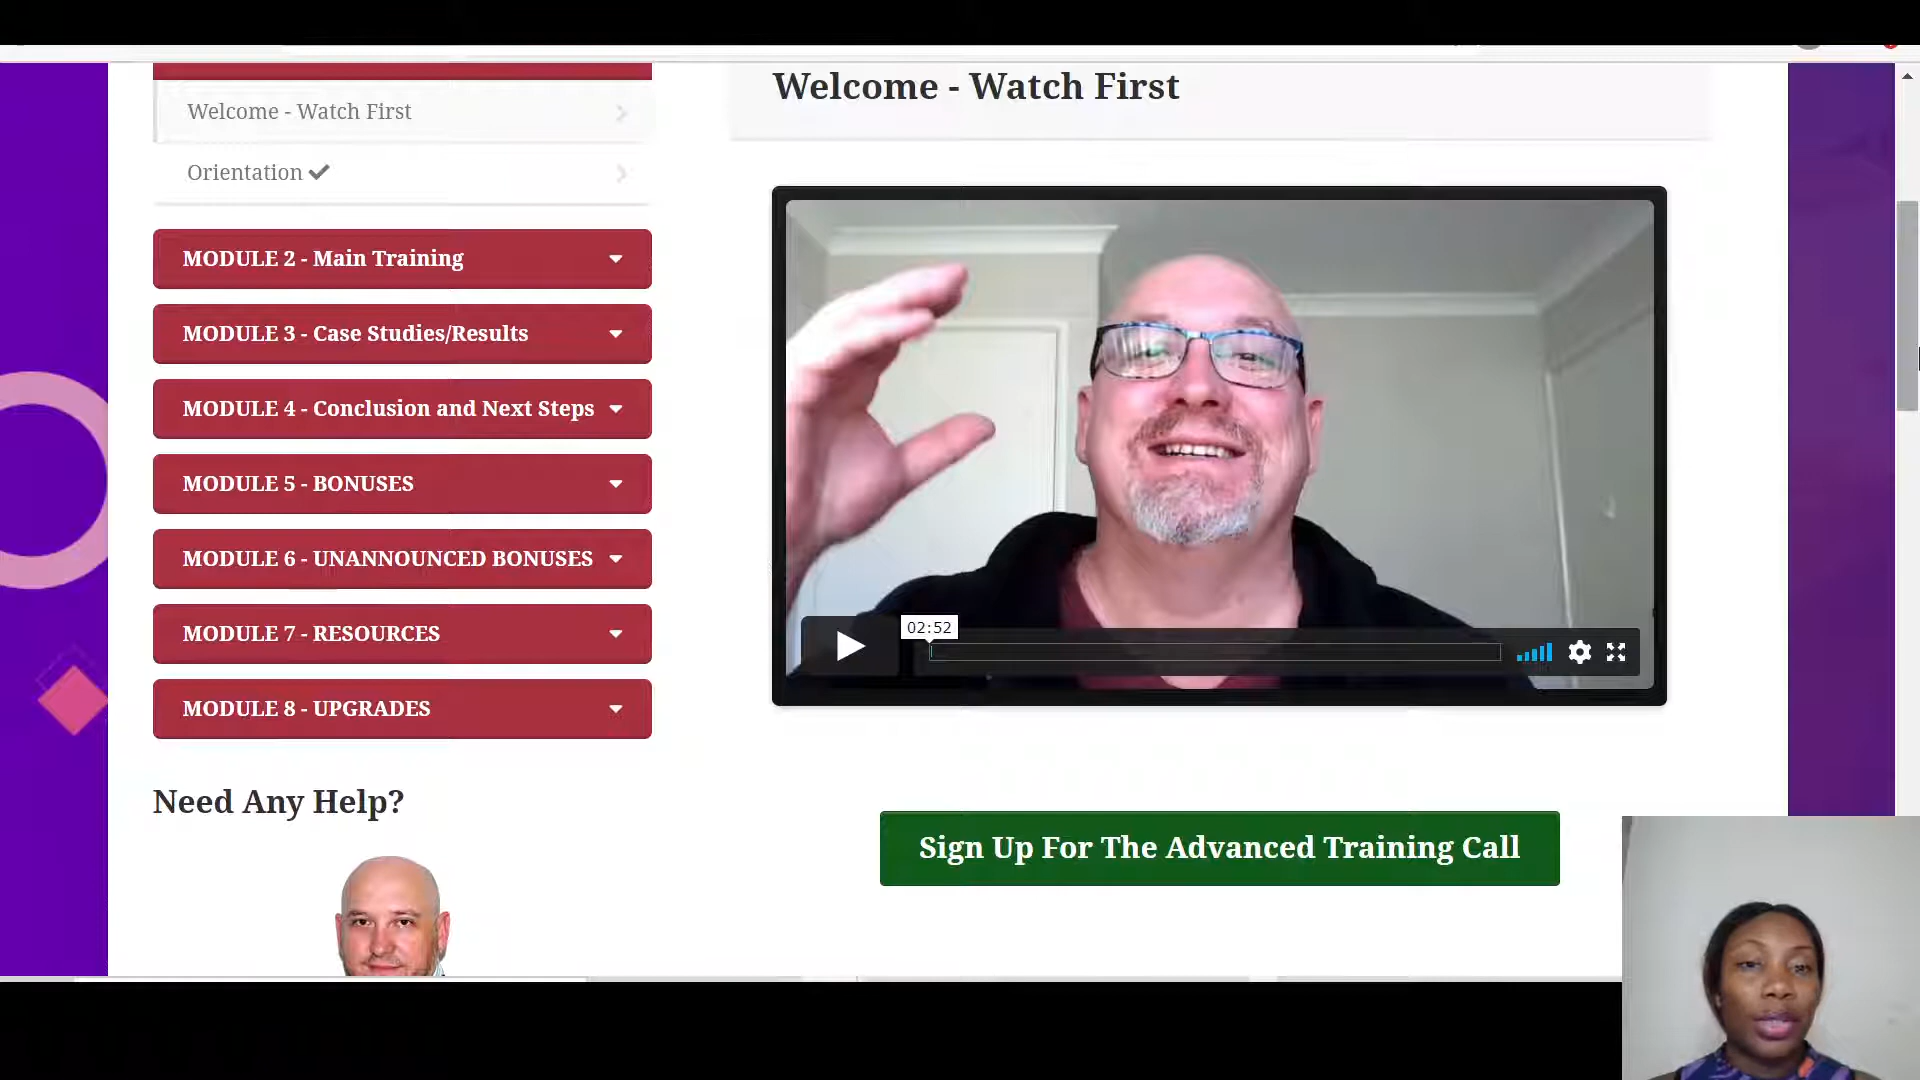 Welcome - Watch First
Orientation
MODULE 2 - Main Training
MODULE 3 - Case Studies/Results
MODULE 4 - Conclusion and Next Steps
MODULE 5 - BONUSES
MODULE 6 - UNANNOUNCED BONUSES
MODULE 7 - RESOURCES
MODULE 8 - UPGRADES
Need Any Help?
Welcome - Watch First
02:52
Sign Up For The Advanced Training Call